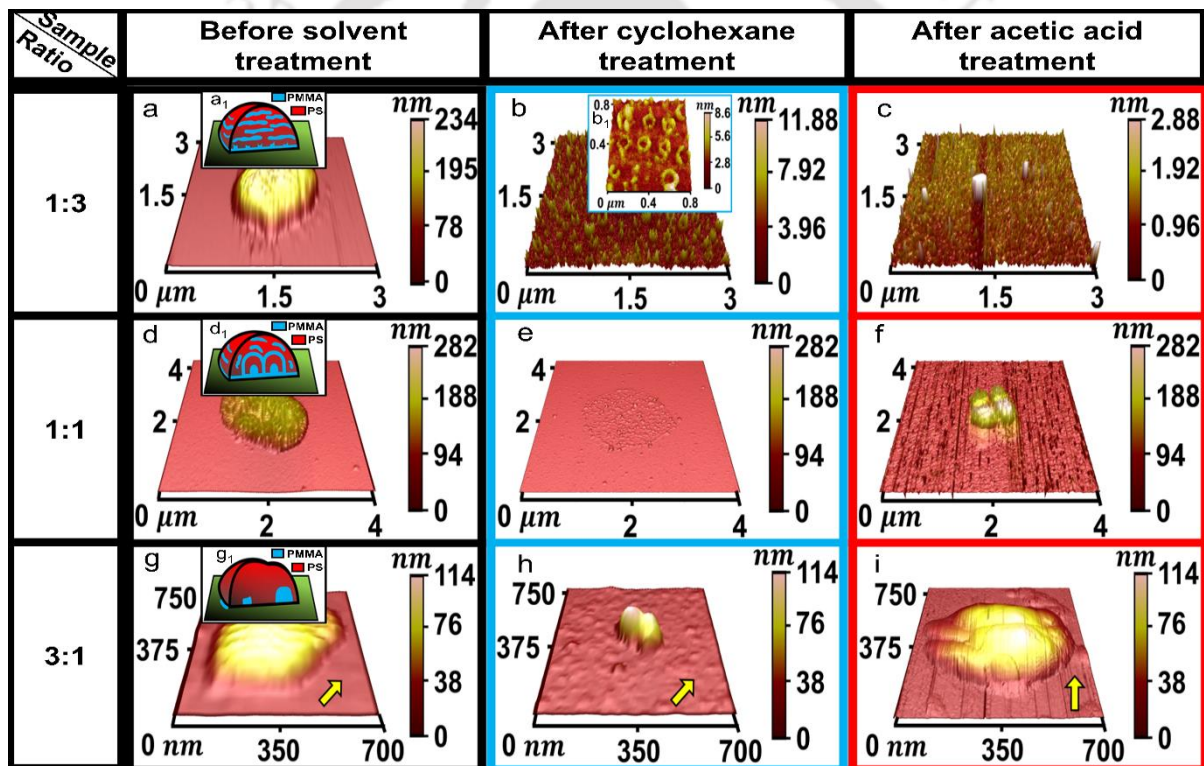 Sample
Ratio
Before solvent
treatment
After cyclohexane
treatment
After acetic acid
treatment
1:3
a
a1
PMMA
PS
3
1.5
0 μm
1.5
3
nm
234
195
78
0
b
b1
0.8
0.4
0 μm
0.4
0.8
nm
8.6
5.6
2.8
0
3
1.5
0 μm
1.5
3
nm
11.88
7.92
3.96
0
c
3
1.5
0 μm
1.5
3
nm
2.88
1.92
0.96
0
1:1
d
d1
PMMA
PS
4
2
0 μm
2
4
nm
282
188
94
0
e
4
2
0 μm
2
4
nm
282
188
94
0
f
4
2
0 μm
2
4
nm
282
188
94
0
3:1
g
g1
PMMA
PS
750
375
0 nm
350
700
nm
114
76
38
0
h
750
375
0 nm
350
700
nm
114
76
38
0
i
750
375
0 nm
350
700
nm
114
76
38
0